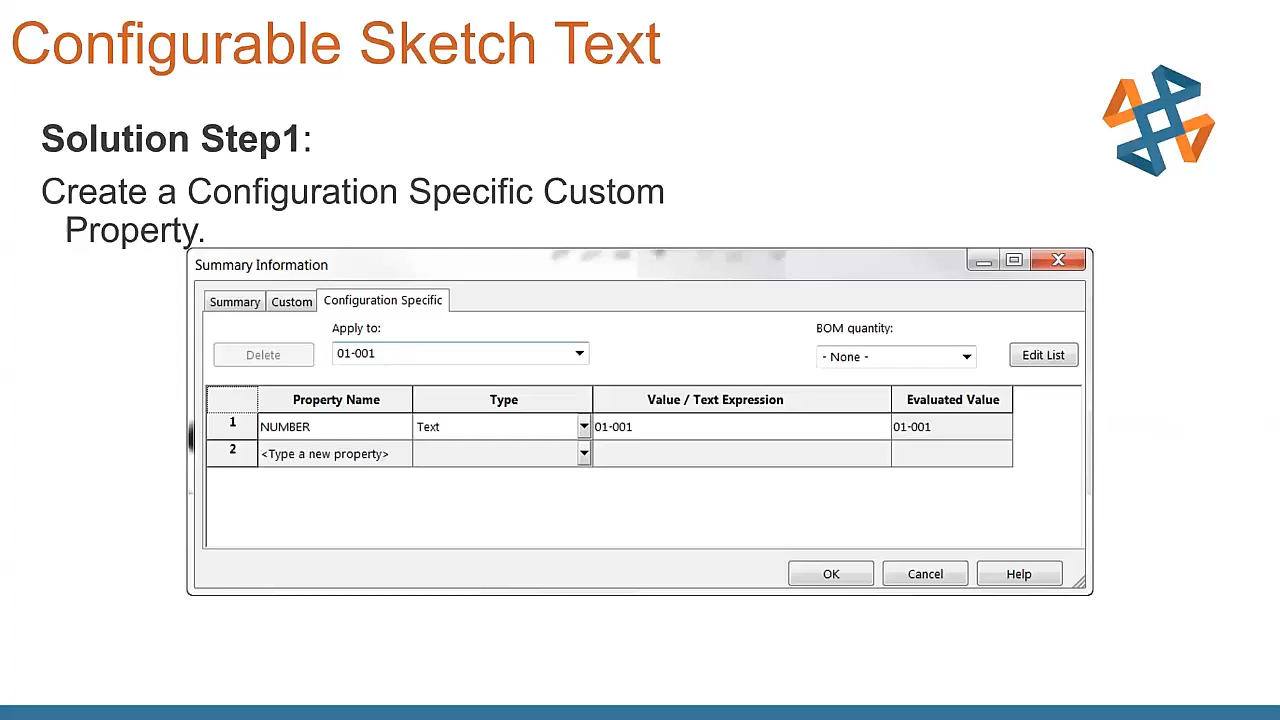 Configurable Sketch Text
Solution Step1:
Create a Configuration Specific Custom
Property.
Summary Information
Summary Custom Configuration Specific
Apply to: BOM quantity:
Delete 01-001 - None - Edit List
Property Name Type Value / Text Expression Evaluated Value
1 NUMBER Text 01-001 01-001
2 <Type a new property>
OK Cancel Help